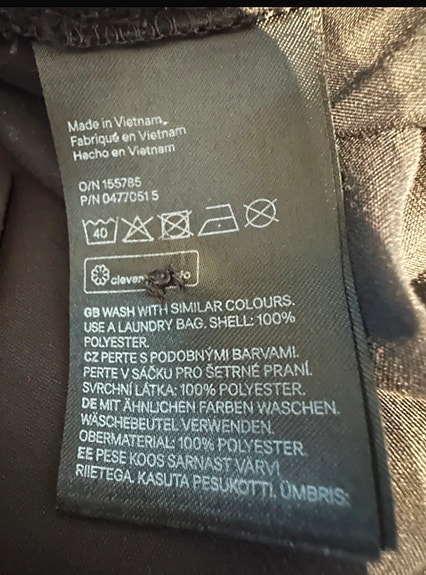 Made in Vietnam.
Fabriqué en Vietnam
Hecho en Vietnam
O/N 155785
P/N 04770515
40
GB WASH WITH SIMILAR COLOURS.
USE A LAUNDRY BAG. SHELL: 100%
POLYESTER.
CZ PERTE S PODOBNÝMI BARVAMI.
PERTE V SÁČKU PRO ŠETRNÉ PRANÍ.
SVRCHNÍ LÁTKA: 100% POLYESTER.
DE MIT ÄHNLICHEN FARBEN WASCHEN.
WÄSCHEBEUTEL VERWENDEN.
OBERMATERIAL: 100% POLYESTER
EE PESE KOOS SARNAST VÄRVI
RIIETEGA. KASUTA PESUKOTTI. ÜMBRIS: